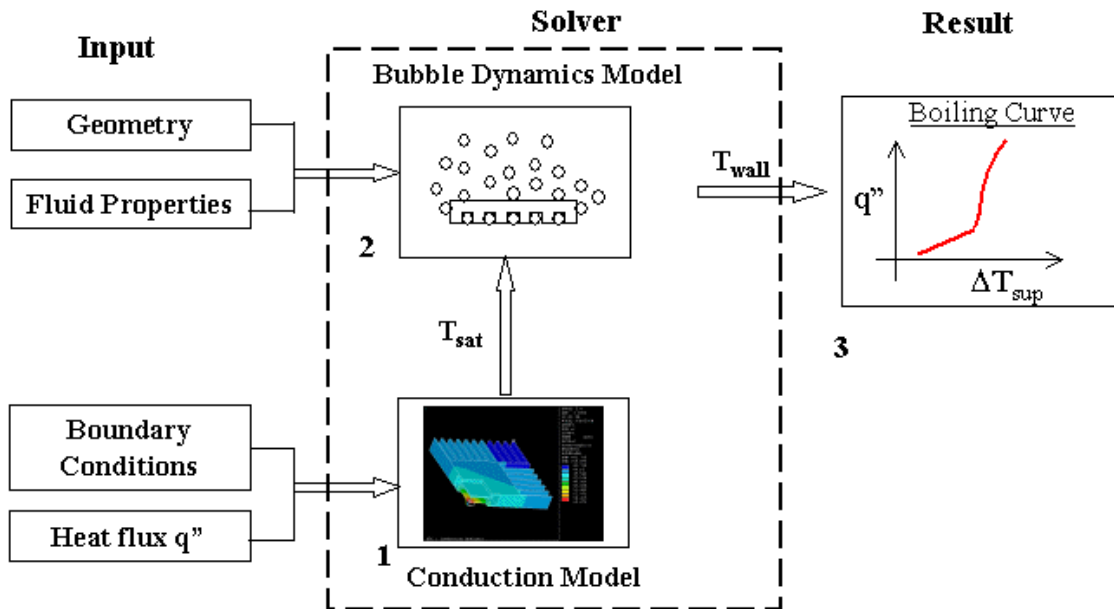 Input
Solver
Result
Geometry
Fluid Properties
Bubble Dynamics Model
2
T_wall
Boiling Curve
q”
ΔT_sup
3
T_sat
Boundary
Conditions
Heat flux q”
1
Conduction Model